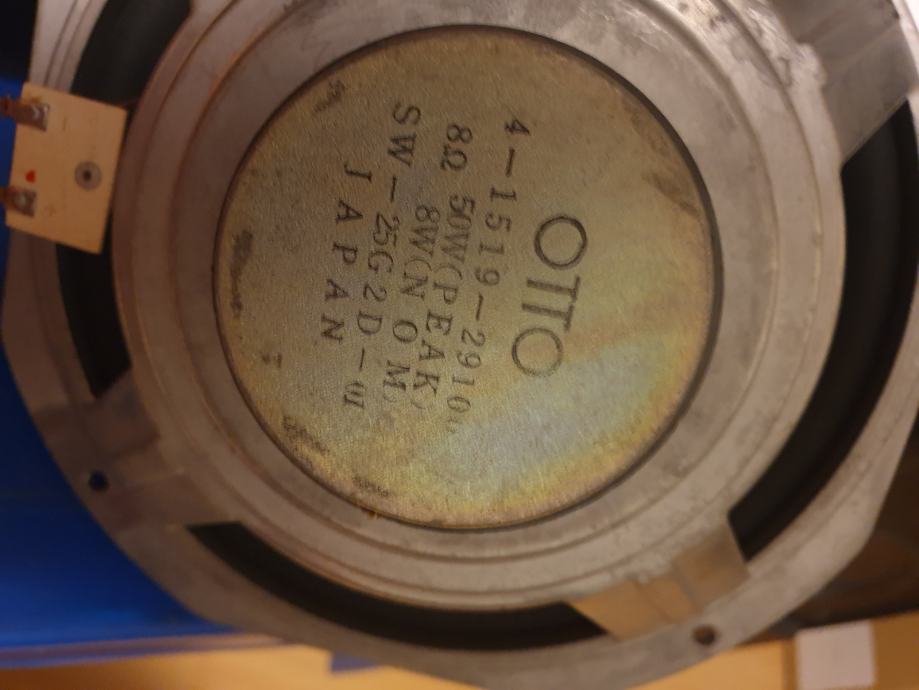 OTTO
4-1519-2910
8Ω 50W(PEAK)
8W(NOM)
SW-25G2D-
JAPAN